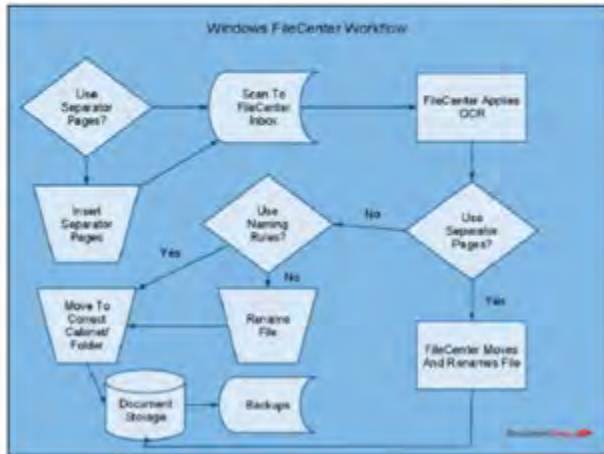 Windows FileCenter Workflow
Use
Separator
Pages?
Scan To
FileCenter
Inbox
FileCenter Applies
OCR
Insert
Separator
Pages
Use
Naming
Rules?
No
Use
Separator
Pages?
Yes
No
Yes
Move To
Correct
Cabinet/
Folder
Rename
File
FileCenter Moves
And Renames File
Document
Storage
Backups